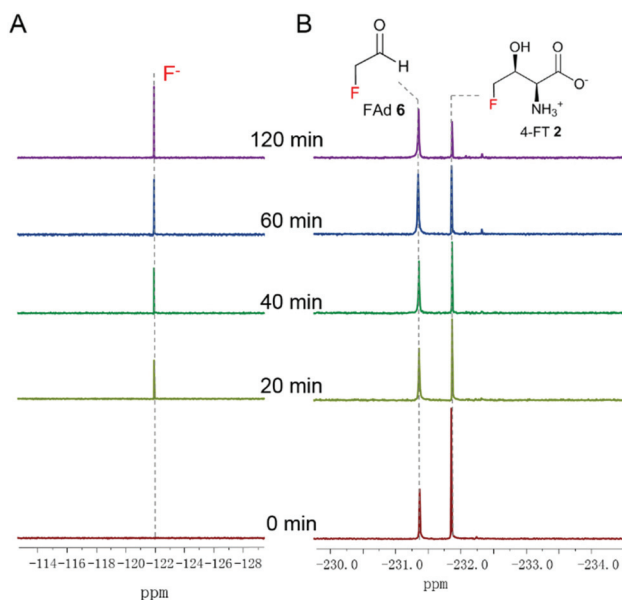 A
B
F⁻
F
O
H
FAd 6
OH
O
O⁻
F
NH₃⁺
4-FT 2
120 min
60 min
40 min
20 min
0 min
-114 -116 -118 -120 -122 -124 -126 -128
ppm
-230.0 -231.0 -232.0 -233.0 -234.0
ppm